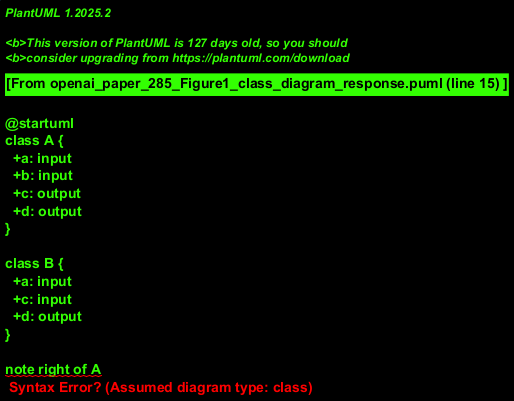 PlantUML 1.2025.2
<b>This version of PlantUML is 127 days old, so you should
<b>consider upgrading from https://plantuml.com/download
[From openai_paper_285_Figure1_class_diagram_response.puml (line 15) ]
@startuml
class A {
+a: input
+b: input
+c: output
+d: output
}
class B {
+a: input
+c: input
+d: output
}
note right of A
Syntax Error? (Assumed diagram type: class)